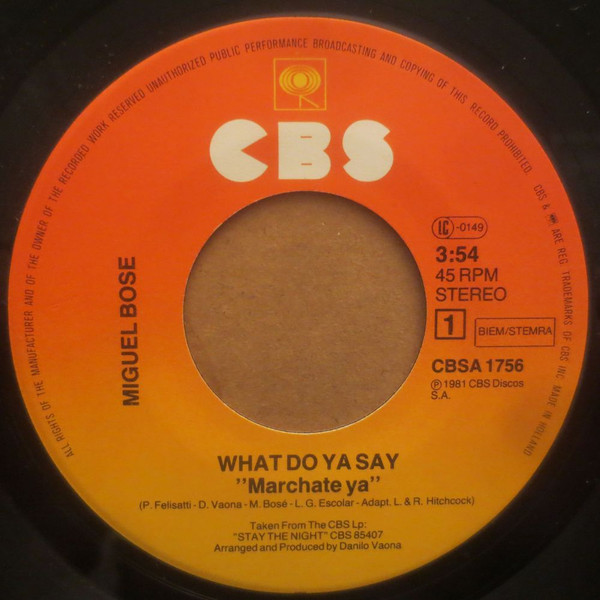 ALL RIGHTS OF THE MANUFACTURER AND OF THE OWNER OF THE RECORDED WORK RESERVED UNAUTHORIZED PUBLIC PERFORMANCE BROADCASTING AND COPYING OF THIS RECORD PROHIBITED. CBS & ARE REG. TRADEMARKS OF CBS INC. MADE IN HOLLAND
CBS
MIGUEL BOSE
LC-0149
3:54
45 RPM
STEREO
1
BIEM/STEMRA
CBSA 1756
Ⓟ 1981 CBS Discos
S.A.
WHAT DO YA SAY
"Marchate ya"
(P. Felisatti - D. Vaona - M. Bosé - L. G. Escolar - Adapt. L. & R. Hitchcock)
Taken From The CBS Lp:
"STAY THE NIGHT" CBS 85407
Arranged and Produced by Danilo Vaona